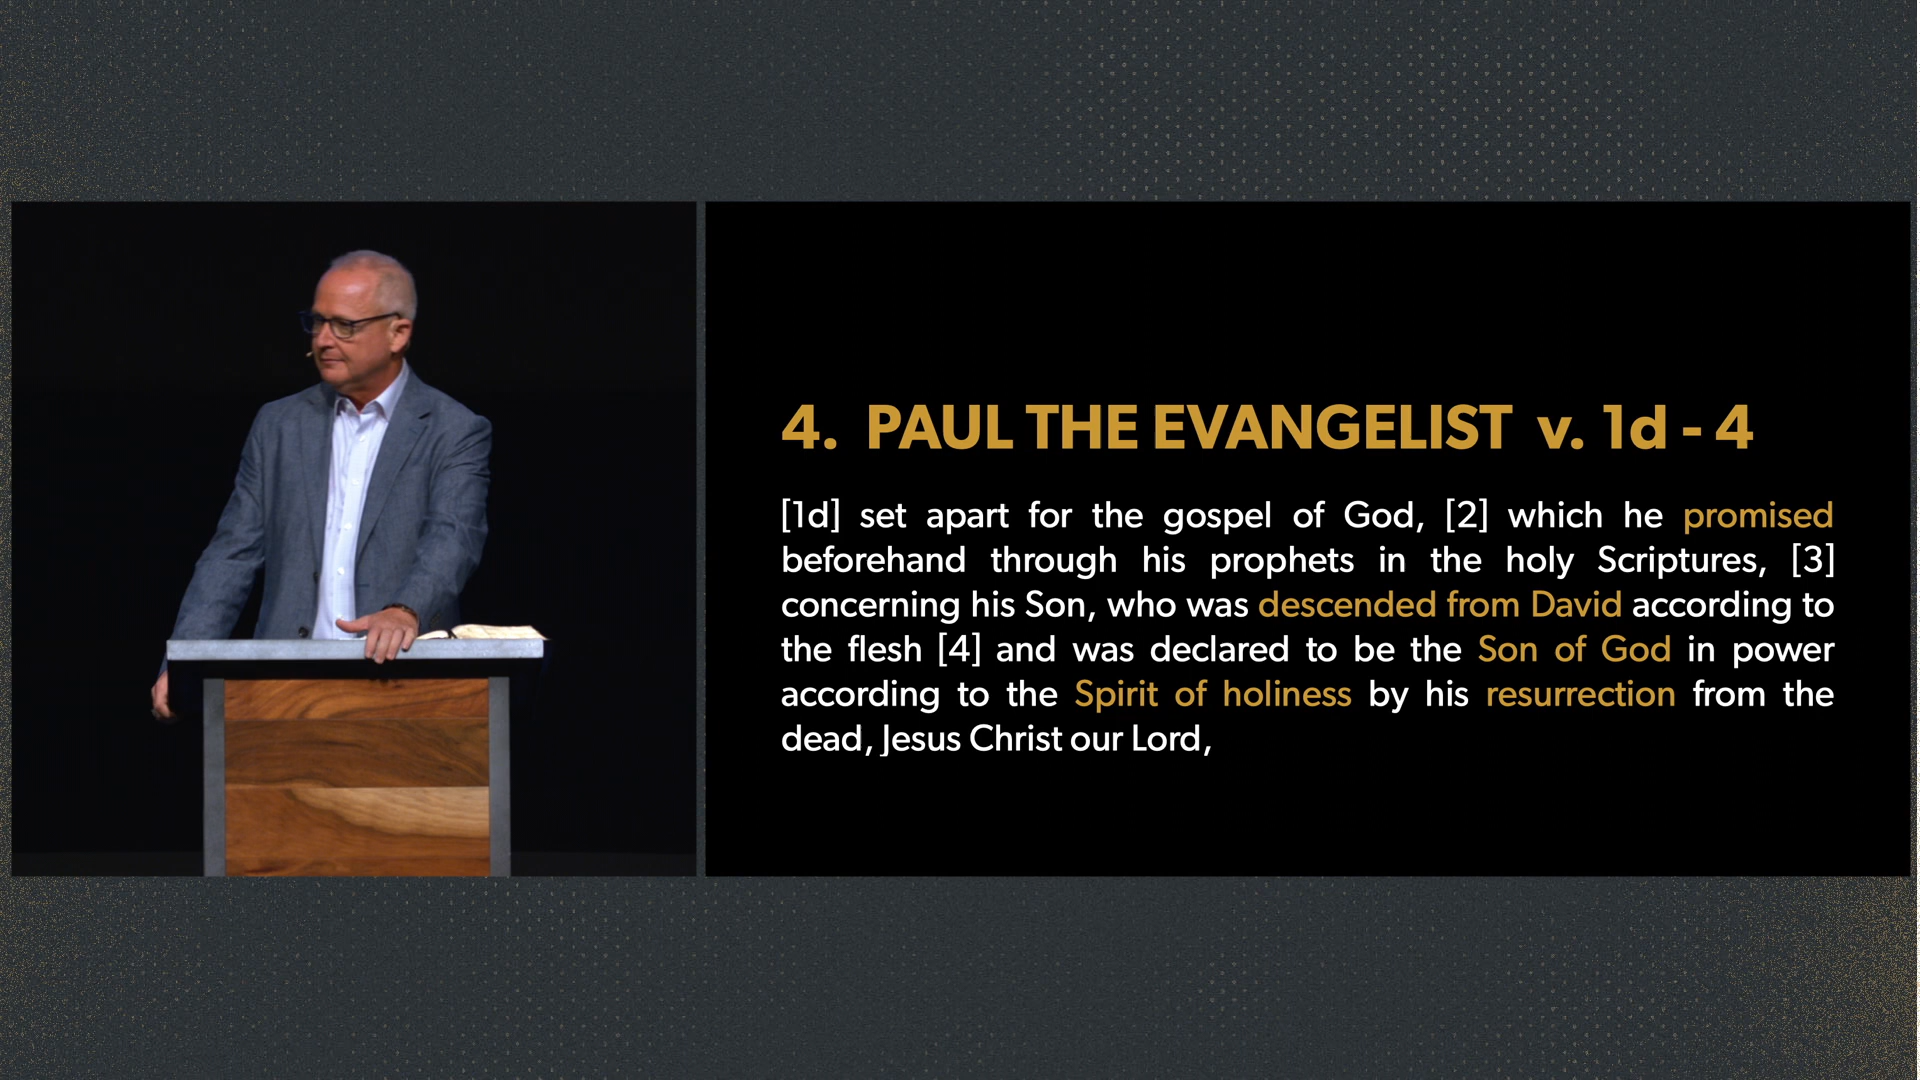 4. PAUL THE EVANGELIST v. 1d - 4
[1d] set apart for the gospel of God, [2] which he promised
beforehand through his prophets in the holy Scriptures, [3]
concerning his Son, who was descended from David according to
the flesh [4] and was declared to be the Son of God in power
according to the Spirit of holiness by his resurrection from the
dead, Jesus Christ our Lord,